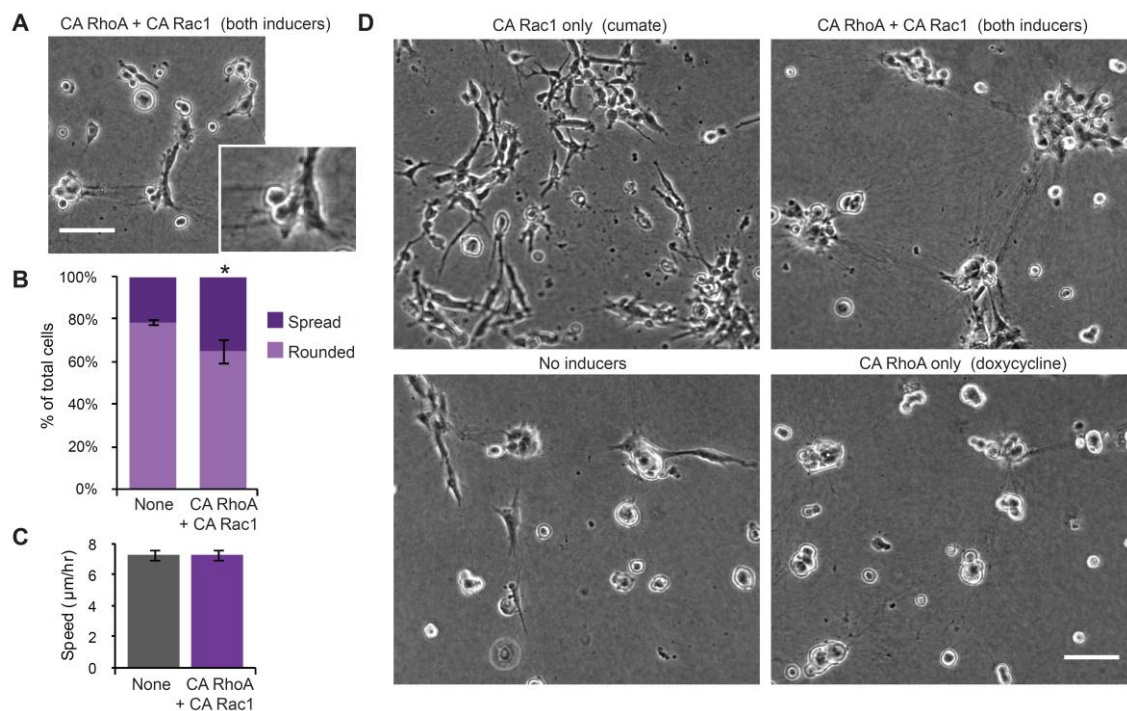 A
CA RhoA + CA Rac1 (both inducers)
B
100%
80%
60%
40%
20%
0%
% of total cells
*
Spread
Rounded
None
CA RhoA
+ CA Rac1
C
8
6
4
2
0
Speed (µm/hr)
None
CA RhoA
+ CA Rac1
D
CA Rac1 only (cumate)
CA RhoA + CA Rac1 (both inducers)
No inducers
CA RhoA only (doxycycline)